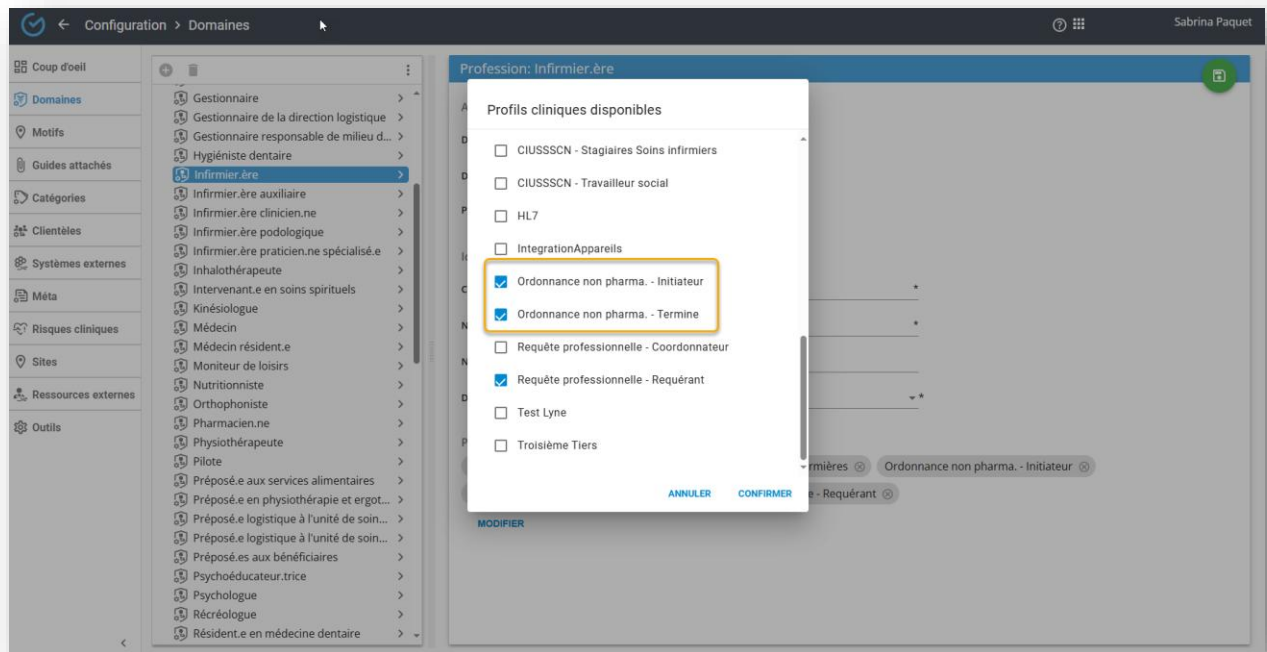 Configuration > Domaines
Sabrina Paquet
Coup d'oeil
Domaines
Motifs
Guides attachés
Catégories
Clientèles
Systèmes externes
Méta
Risques cliniques
Sites
Ressources externes
Outils
Gestionnaire
Gestionnaire de la direction logistique
Gestionnaire responsable de milieu d...
Hygiéniste dentaire
Infirmier.ère
Infirmier.ère auxiliaire
Infirmier.ère clinicien.ne
Infirmier.ère podologique
Infirmier.ère praticien.ne spécialisé.e
Inhalothérapeute
Intervenant.e en soins spirituels
Kinésiologue
Médecin
Médecin résident.e
Moniteur de loisirs
Nutritionniste
Orthophoniste
Pharmacien.ne
Physiothérapeute
Pilote
Préposé.e aux services alimentaires
Préposé.e en physiothérapie et ergot...
Préposé.e logistique à l'unité de soin...
Préposé.e logistique à l'unité de soin...
Préposé.es aux bénéficiaires
Psychoéducateur.trice
Psychologue
Récréologue
Résident.e en médecine dentaire
Profession: Infirmier.ère
Profils cliniques disponibles
CIUSSSCN - Stagiaires Soins infirmiers
CIUSSSCN - Travailleur social
HL7
IntegrationAppareils
Ordonnance non pharma. - Initiateur
Ordonnance non pharma. - Termine
Requête professionnelle - Coordonnateur
Requête professionnelle - Requérant
Test Lyne
Troisième Tiers
ANNULER CONFIRMER
rmières Ordonnance non pharma. - Initiateur
e - Requérant
MODIFIER